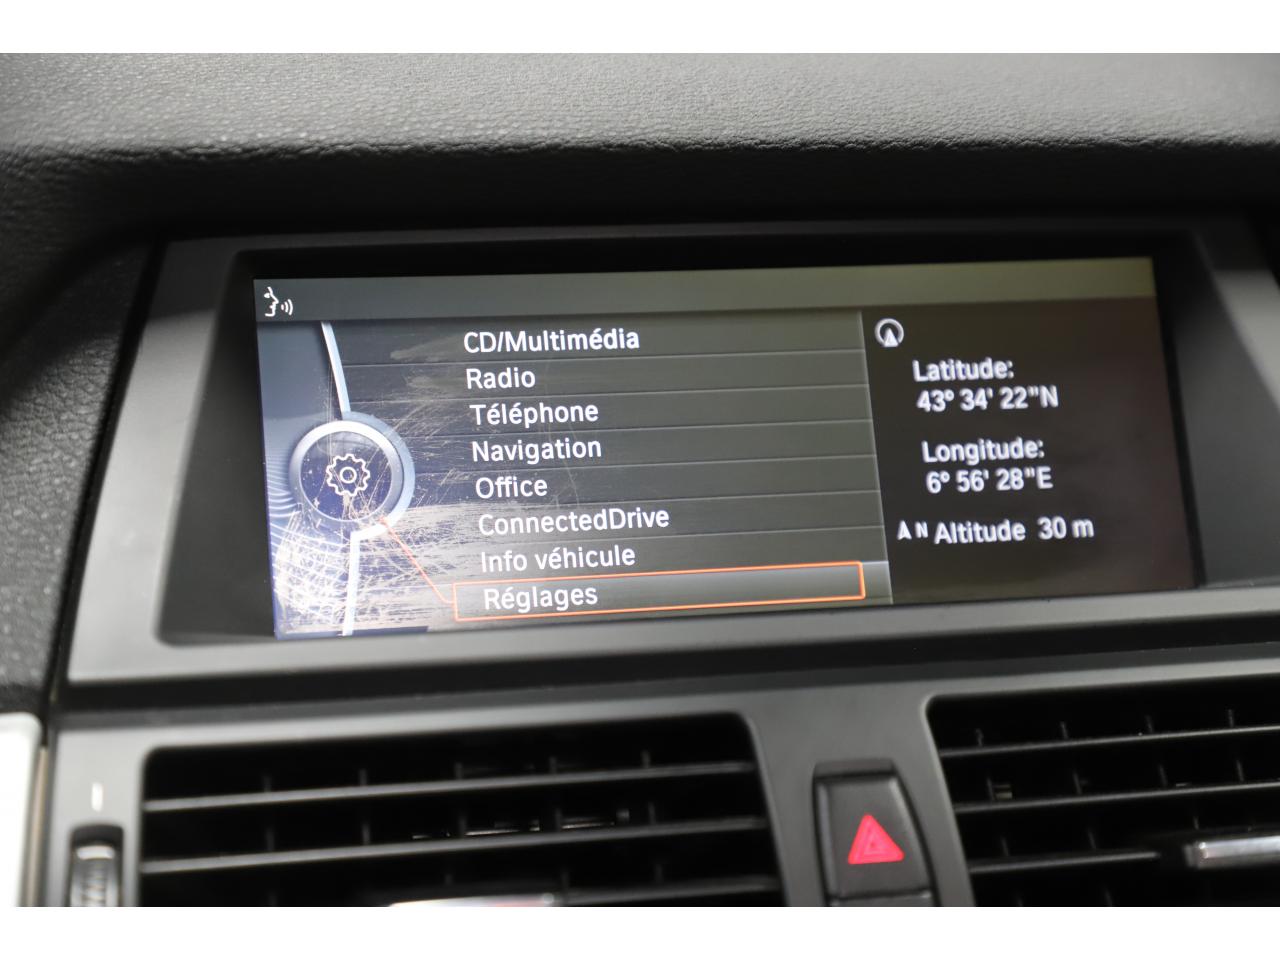 CD/Multimédia
Radio
Téléphone
Navigation
Office
ConnectedDrive
Info véhicule
Réglages
Latitude:
43° 34' 22"N
Longitude:
6° 56' 28"E
N Altitude 30 m